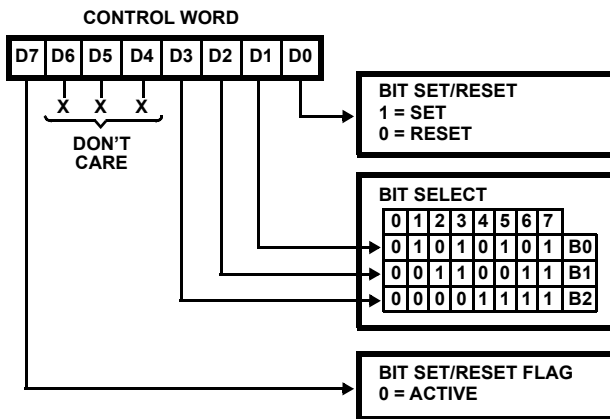 CONTROL WORD
D7 D6 D5 D4 D3 D2 D1 D0
X X X
DON'T
CARE
BIT SET/RESET
1 = SET
0 = RESET
BIT SELECT
0 1 2 3 4 5 6 7
0 1 0 1 0 1 0 1 B0
0 0 1 1 0 0 1 1 B1
0 0 0 0 1 1 1 1 B2
BIT SET/RESET FLAG
0 = ACTIVE